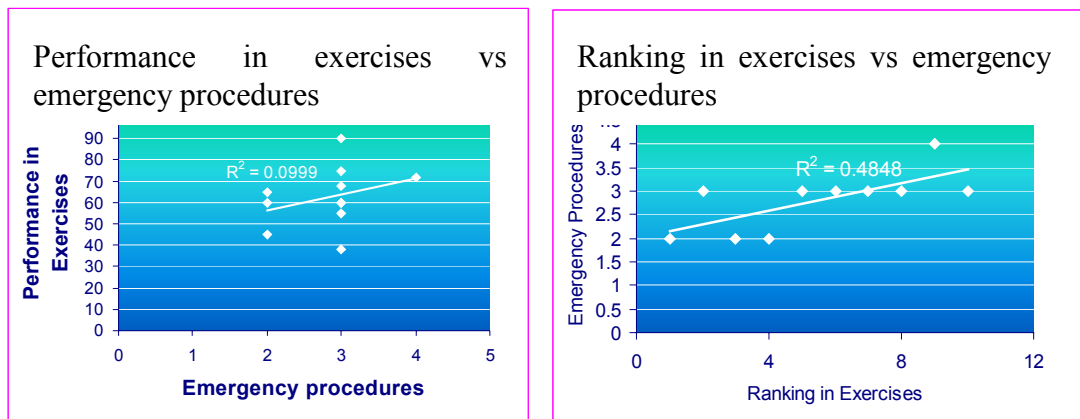 Performance in exercises vs
emergency procedures
Performance in
Exercises
90
80
70
60
50
40
30
20
10
0
R² = 0.0999
0 1 2 3 4 5
Emergency procedures
Ranking in exercises vs emergency
procedures
Emergency Procedures
4
3.5
3
2.5
2
1.5
1
0.5
0
R² = 0.4848
0 4 8 12
Ranking in Exercises